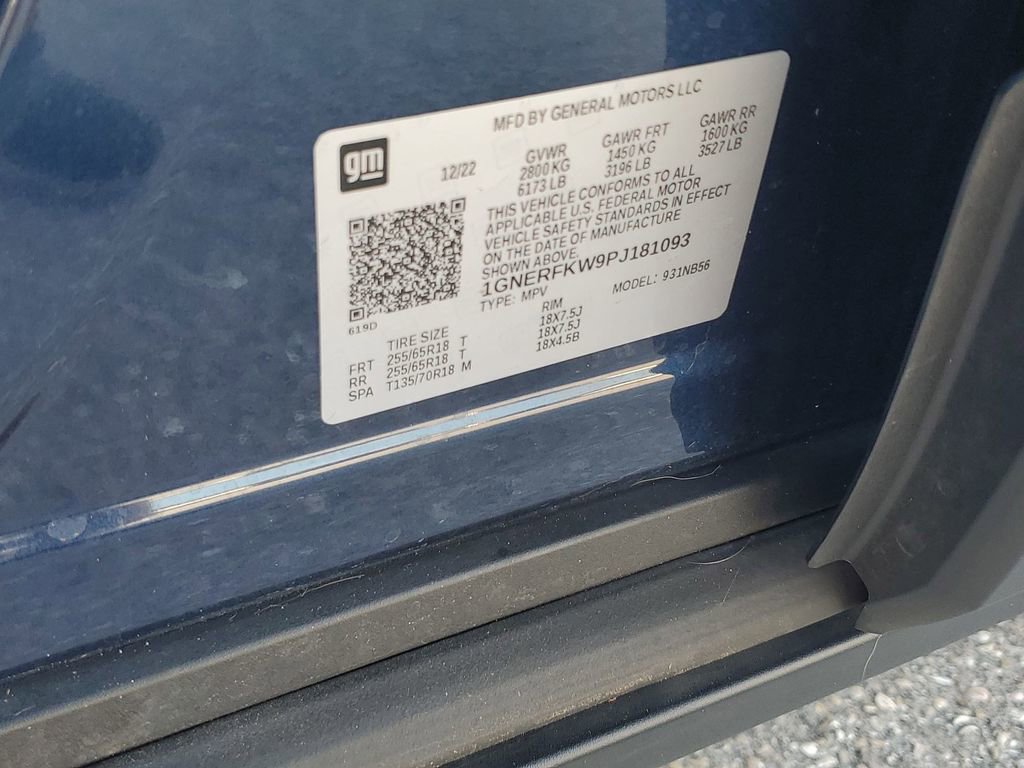 MFD BY GENERAL MOTORS LLC
gm
12/22
GVWR
2800 KG
6173 LB
GAWR FRT
1450 KG
3196 LB
GAWR RR
1600 KG
3527 LB
THIS VEHICLE CONFORMS TO ALL
APPLICABLE U.S. FEDERAL MOTOR
VEHICLE SAFETY STANDARDS IN EFFECT
ON THE DATE OF MANUFACTURE
SHOWN ABOVE.
1GNERFKW9PJ181093
TYPE: MPV
MODEL: 931NB56
619D
TIRE SIZE RIM
FRT 255/65R18 T 18X7.5J
RR 255/65R18 T 18X7.5J
SPA T135/70R18 M 18X4.5B